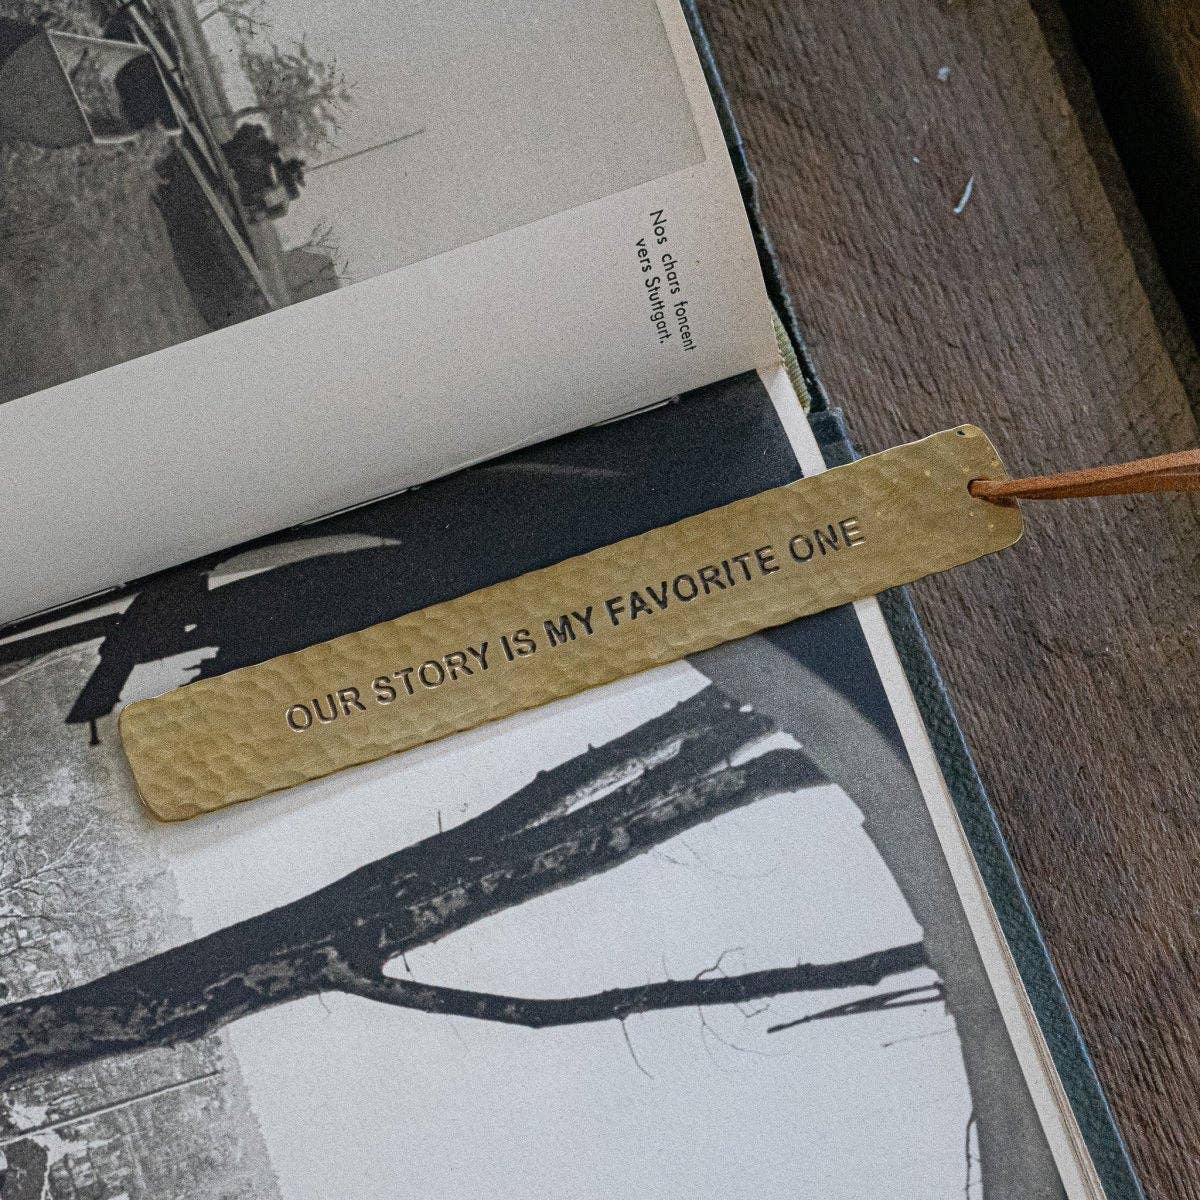 Nos chars foncent
vers Stuttgart.
OUR STORY IS MY FAVORITE ONE